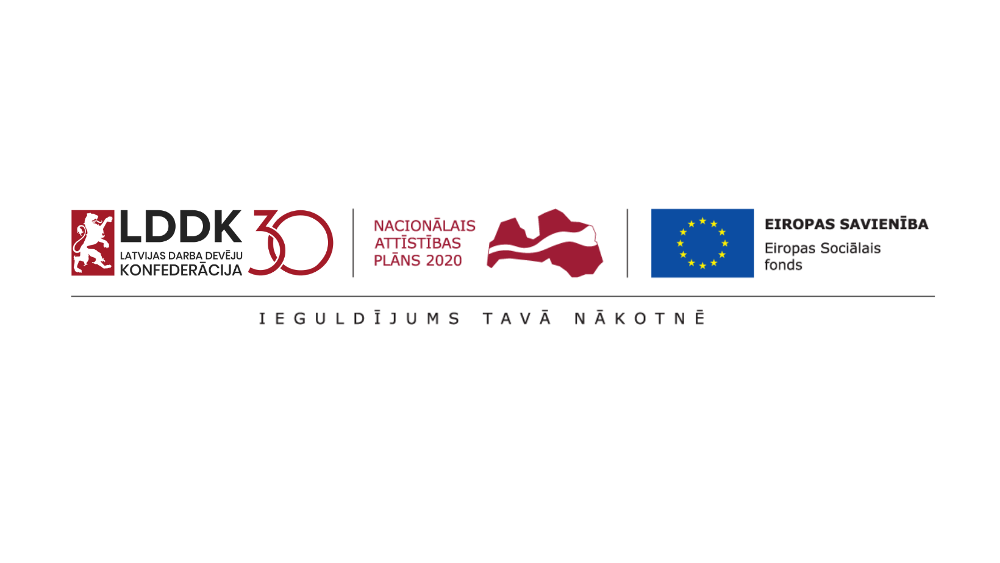 LDDK 30
LATVIJAS DARBA DEVĒJU
KONFEDERĀCIJA
NACIONĀLAIS
ATTĪSTĪBAS
PLĀNS 2020
EIROPAS SAVIENĪBA
Eiropas Sociālais
fonds
IEGULDĪJUMS TAVĀ NĀKOTNĒ